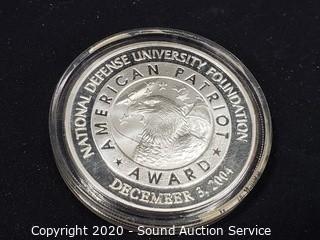 NATIONAL DEFENSE UNIVERSITY FOUNDATION
AMERICAN PATRIOT
★ AWARD ★
DECEMBER 3, 2004
Copyright © 2020 - Sound Auction Service